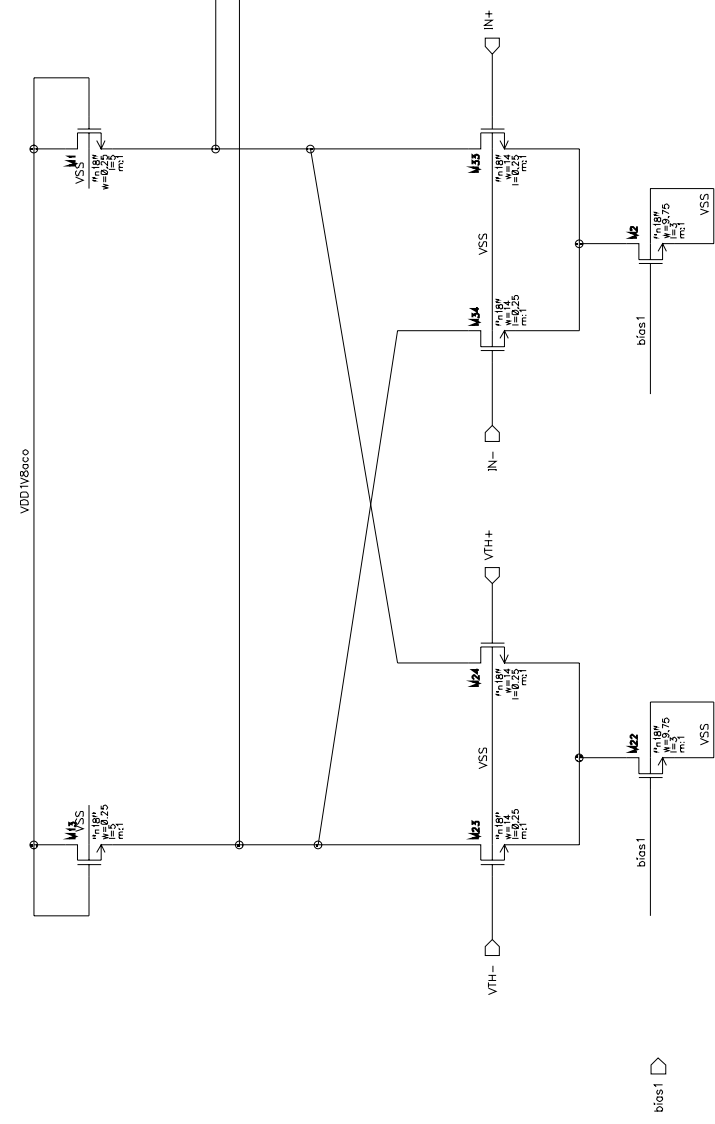 IN+
M1
VSS
"n18"
w=0.25
l=5
m:1
M33
"n18"
w=14
l=0.25
m:1
VSS
M2
"n18"
w=9.75
l=3
m:1
VSS
M34
"n18"
w=14
l=0.25
m:1
bias1
IN-
VDD1V8aco
VTH+
M24
"n18"
w=14
l=0.25
m:1
VSS
M22
"n18"
w=9.75
l=3
m:1
VSS
M13
VSS
"n18"
w=0.25
l=5
m:1
M23
"n18"
w=14
l=0.25
m:1
bias1
VTH-
bias1